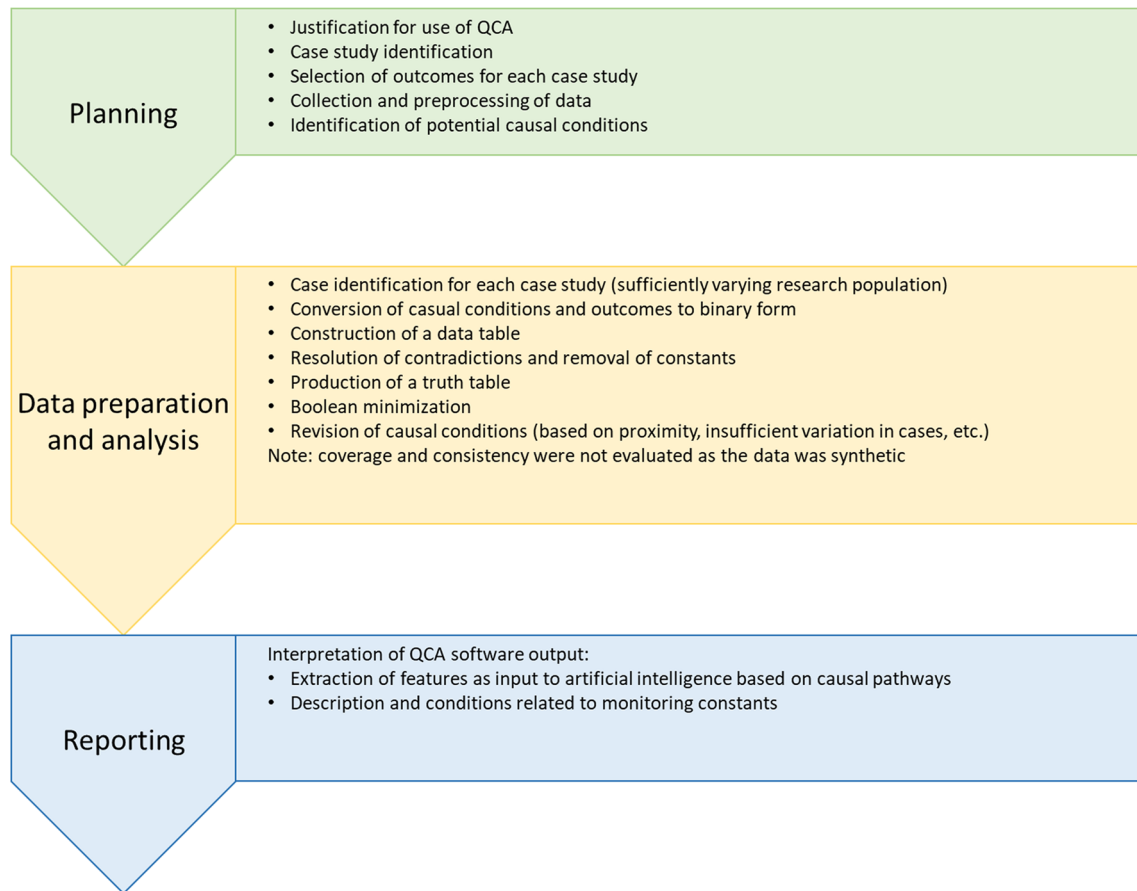 Planning
• Justification for use of QCA
• Case study identification
• Selection of outcomes for each case study
• Collection and preprocessing of data
• Identification of potential causal conditions
Data preparation
and analysis
• Case identification for each case study (sufficiently varying research population)
• Conversion of casual conditions and outcomes to binary form
• Construction of a data table
• Resolution of contradictions and removal of constants
• Production of a truth table
• Boolean minimization
• Revision of causal conditions (based on proximity, insufficient variation in cases, etc.)
Note: coverage and consistency were not evaluated as the data was synthetic
Reporting
Interpretation of QCA software output:
• Extraction of features as input to artificial intelligence based on causal pathways
• Description and conditions related to monitoring constants